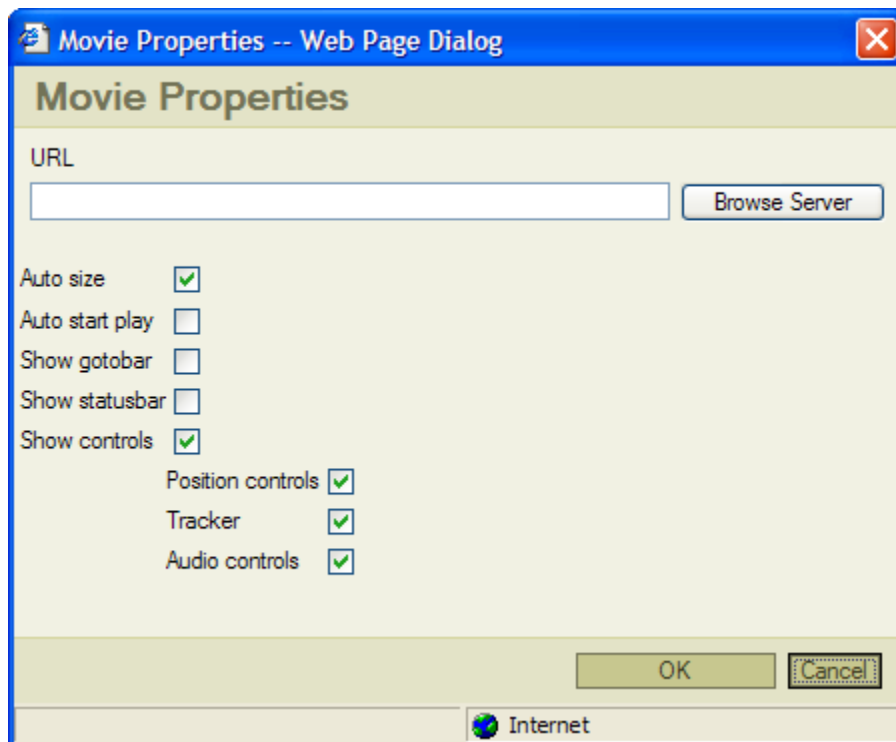 Movie Properties -- Web Page Dialog
Movie Properties
URL
Browse Server
Auto size
Auto start play
Show gotobar
Show statusbar
Show controls
Position controls
Tracker
Audio controls
OK Cancel
Internet